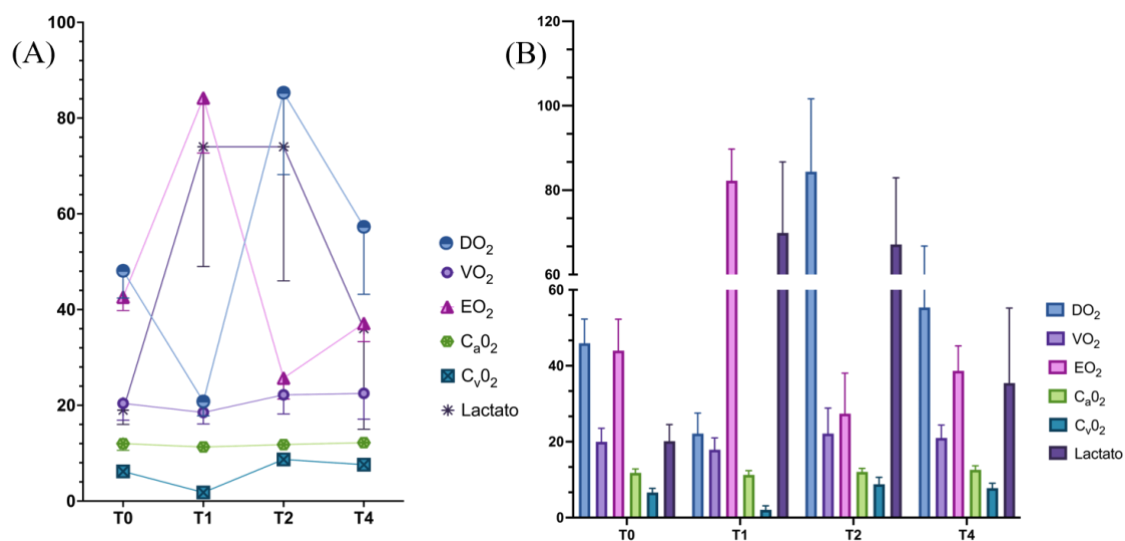 (A)
100
80
60
40
20
0
T0 T1 T2 T4
DO2
VO2
EO2
Ca02
Cv02
Lactato
(B)
120
100
80
60
60
40
20
0
T0 T1 T2 T4
DO2
VO2
EO2
Ca02
Cv02
Lactato